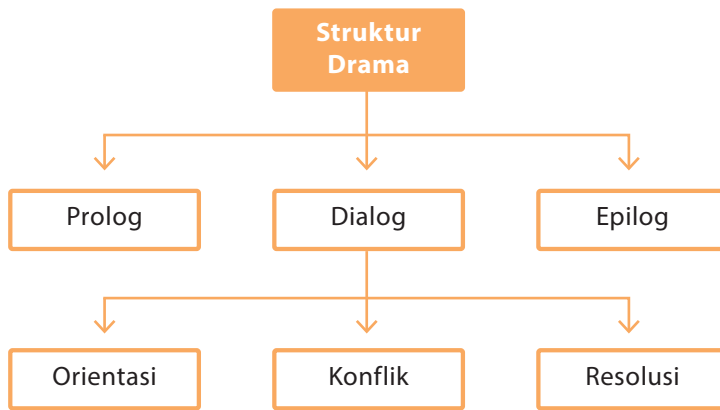 Struktur
Drama
Prolog
Dialog
Epilog
Orientasi
Konflik
Resolusi